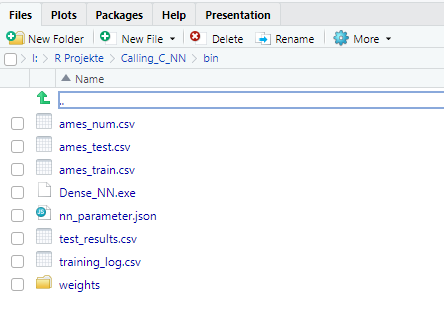 Files Plots Packages Help Presentation
New Folder New File Delete Rename More
I: R Projekte Calling_C_NN bin
Name
..
ames_num.csv
ames_test.csv
ames_train.csv
Dense_NN.exe
nn_parameter.json
test_results.csv
training_log.csv
weights